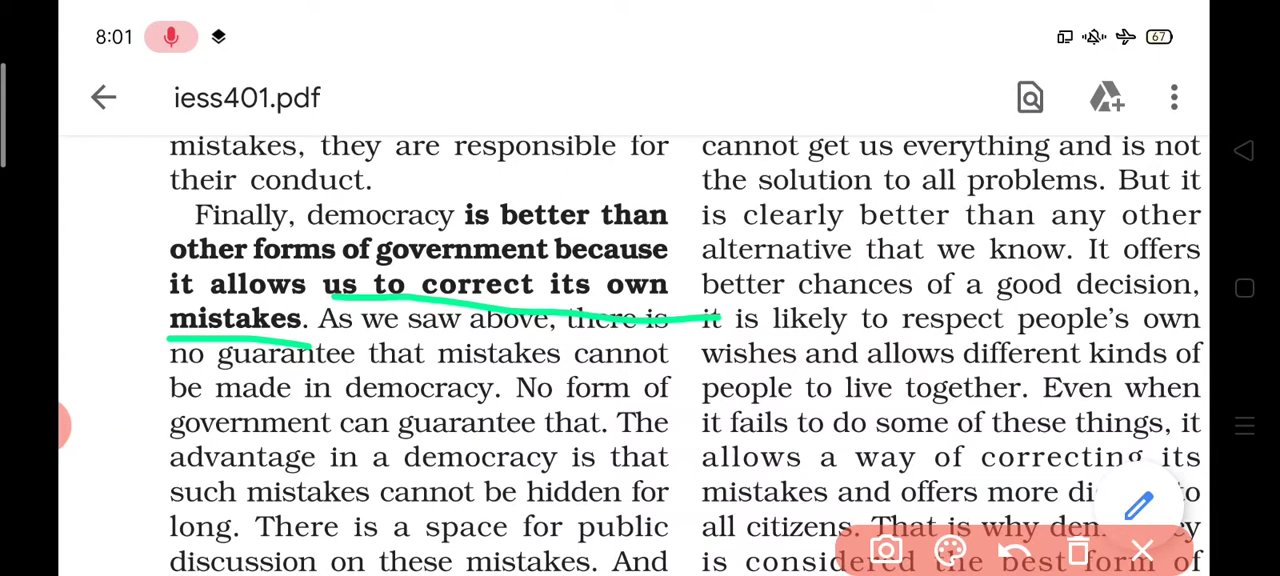 8:01
67
iess401.pdf
mistakes, they are responsible for
their conduct.
Finally, democracy is better than
other forms of government because
it allows us to correct its own
mistakes. As we saw above, there is
no guarantee that mistakes cannot
be made in democracy. No form of
government can guarantee that. The
advantage in a democracy is that
such mistakes cannot be hidden for
long. There is a space for public
discussion on these mistakes. And
cannot get us everything and is not
the solution to all problems. But it
is clearly better than any other
alternative that we know. It offers
better chances of a good decision,
it is likely to respect people's own
wishes and allows different kinds of
people to live together. Even when
it fails to do some of these things, it
allows a way of correcting its
mistakes and offers more
all citizens. That is why
is considered the best form of